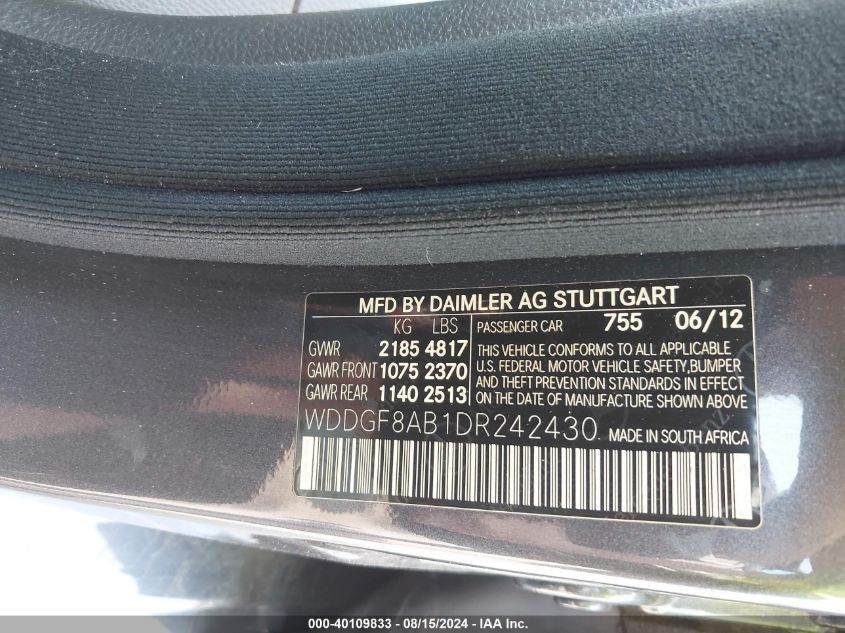 MFD BY DAIMLER AG STUTTGART
KG LBS
GVWR 2185 4817
GAWR FRONT 1075 2370
GAWR REAR 1140 2513
PASSENGER CAR 755 06/12
THIS VEHICLE CONFORMS TO ALL APPLICABLE
U.S. FEDERAL MOTOR VEHICLE SAFETY,BUMPER
AND THEFT PREVENTION STANDARDS IN EFFECT
ON THE DATE OF MANUFACTURE SHOWN ABOVE
WDDGF8AB1DR242430 MADE IN SOUTH AFRICA
000-40109833 - 08/15/2024 - IAA Inc.